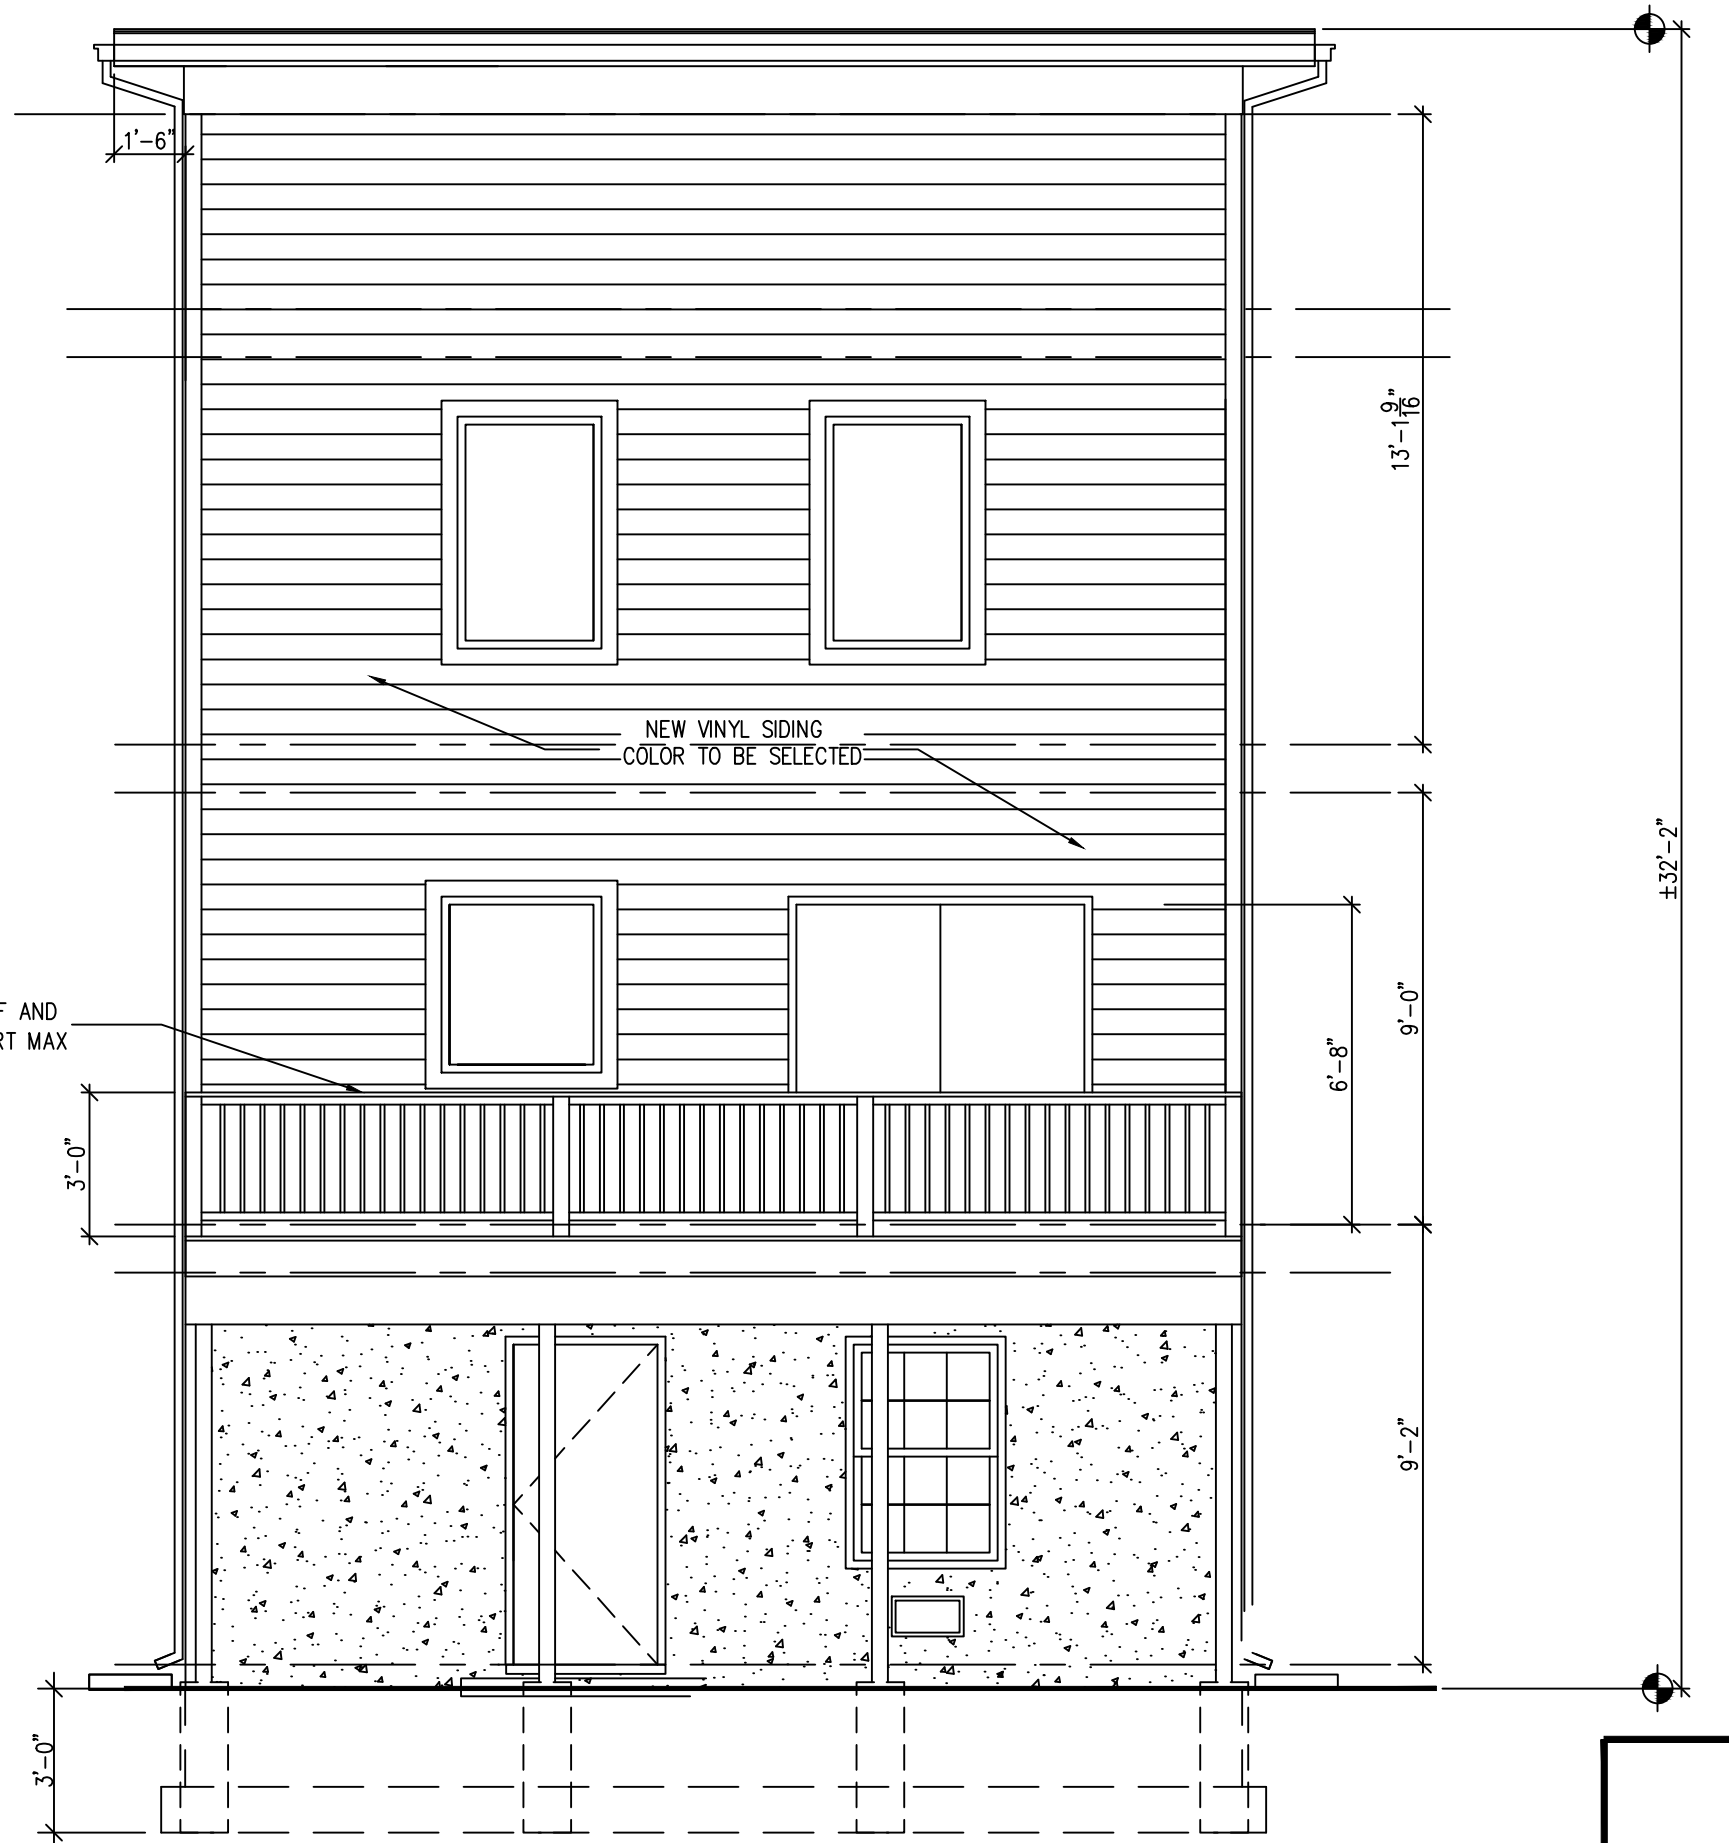 1'-6"
13'-1 9/16"
NEW VINYL SIDING
COLOR TO BE SELECTED
±32'-2"
9'-0"
F AND
RT MAX
6'-8"
3'-0"
9'-2"
3'-0"